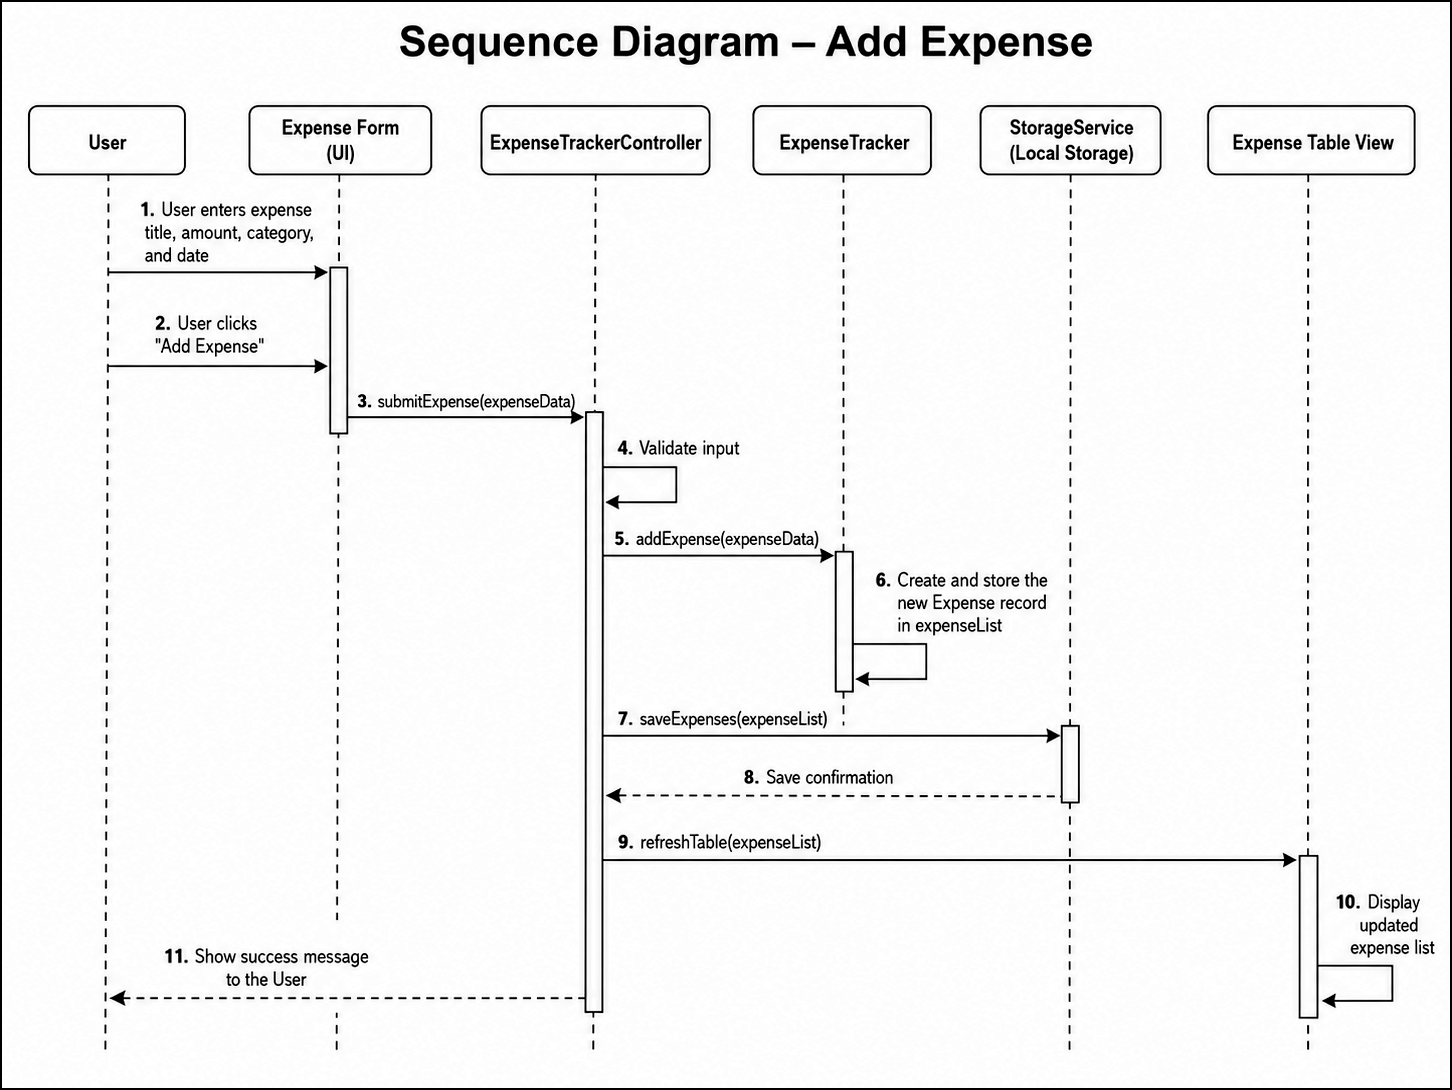 Sequence Diagram – Add Expense
User
Expense Form
(UI)
ExpenseTrackerController
ExpenseTracker
StorageService
(Local Storage)
Expense Table View
1. User enters expense
title, amount, category,
and date
2. User clicks
"Add Expense"
3. submitExpense(expenseData)
4. Validate input
5. addExpense(expenseData)
6. Create and store the
new Expense record
in expenseList
7. saveExpenses(expenseList)
8. Save confirmation
9. refreshTable(expenseList)
10. Display
updated
expense list
11. Show success message
to the User